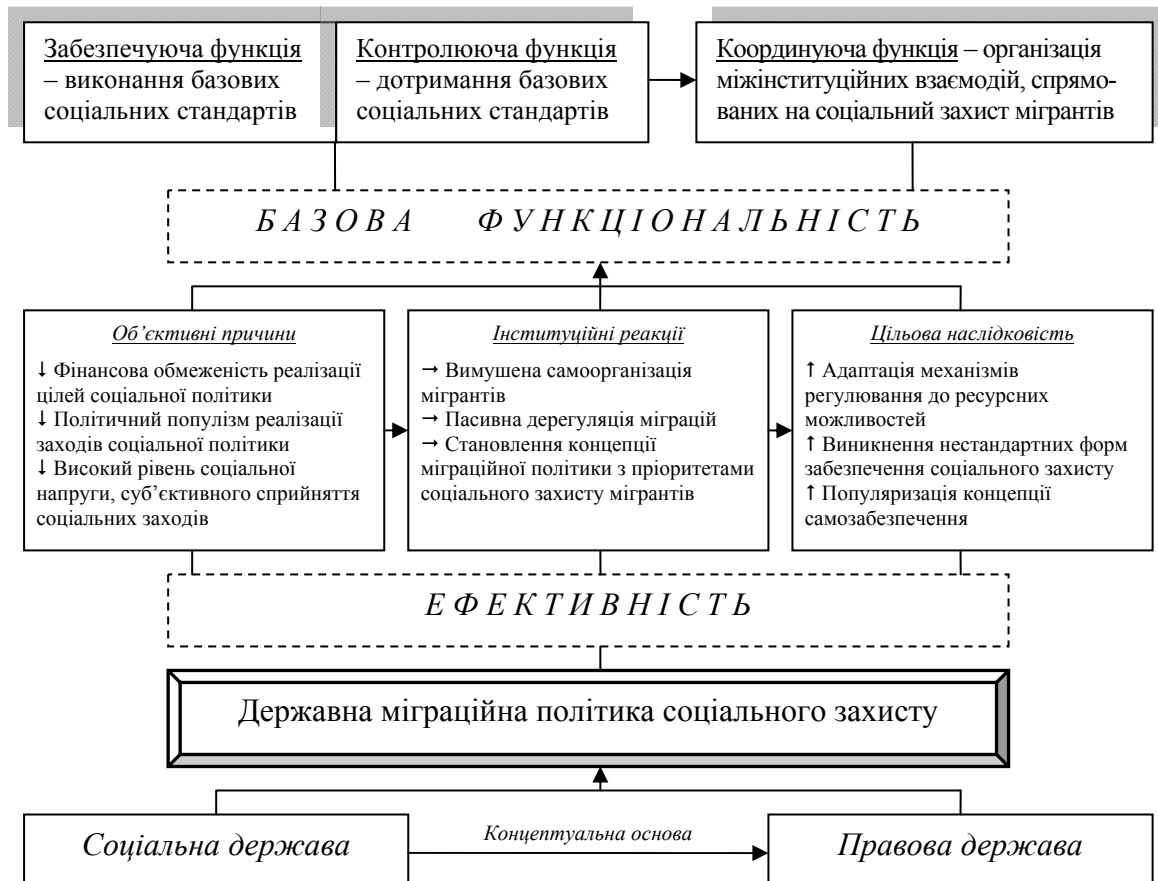 Забезпечуюча функція
– виконання базових
соціальних стандартів
Контролююча функція
– дотримання базових
соціальних стандартів
Координуюча функція – організація
міжінституційних взаємодій, спрямо-
ваних на соціальний захист мігрантів
БАЗОВА ФУНКЦІОНАЛЬНІСТЬ
Об’єктивні причини
↓ Фінансова обмеженість реалізації
цілей соціальної політики
↓ Політичний популізм реалізації
заходів соціальної політики
↓ Високий рівень соціальної
напруги, суб’єктивного сприйняття
соціальних заходів
Інституційні реакції
→ Вимушена самоорганізація
мігрантів
→ Пасивна дерегуляція міграцій
→ Становлення концепції
міграційної політики з пріоритетами
соціального захисту мігрантів
Цільова наслідковість
↑ Адаптація механізмів
регулювання до ресурсних
можливостей
↑ Виникнення нестандартних форм
забезпечення соціального захисту
↑ Популяризація концепції
самозабезпечення
ЕФЕКТИВНІСТЬ
Державна міграційна політика соціального захисту
Соціальна держава
Концептуальна основа
Правова держава